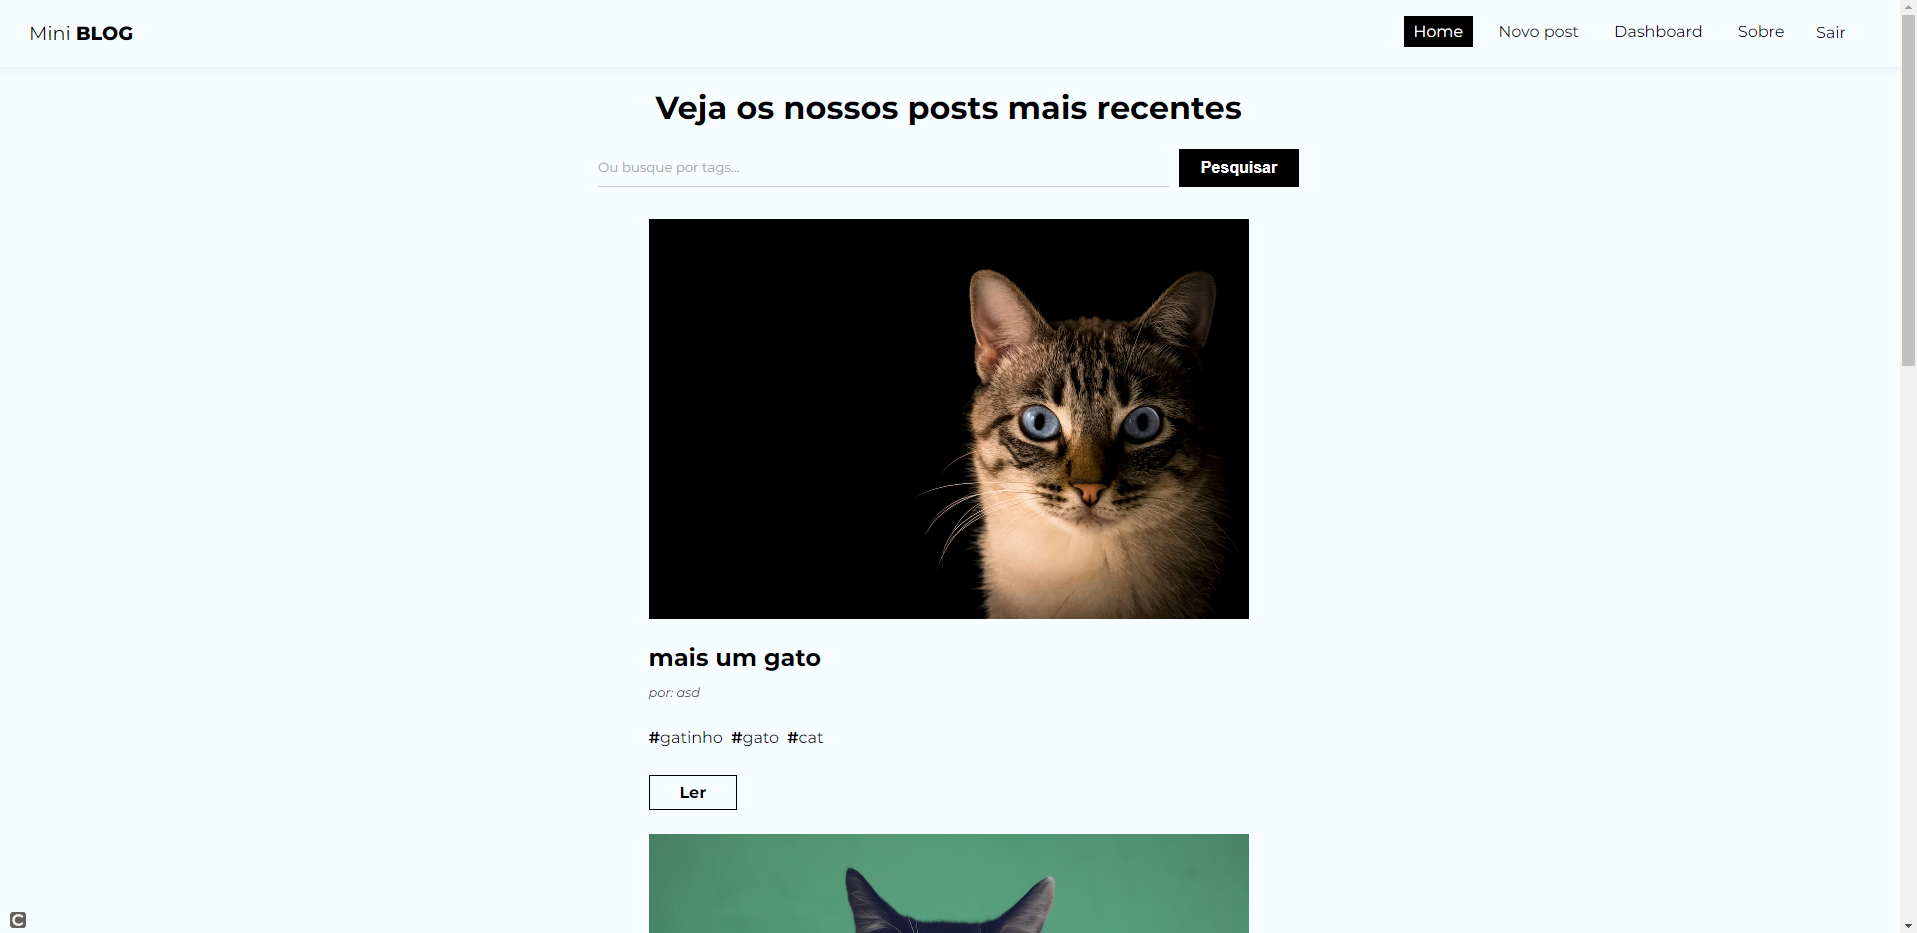 Mini BLOG
Home Novo post Dashboard Sobre Sair
Veja os nossos posts mais recentes
Ou busque por tags... Pesquisar
mais um gato
por: asd
#gatinho #gato #cat
Ler
C